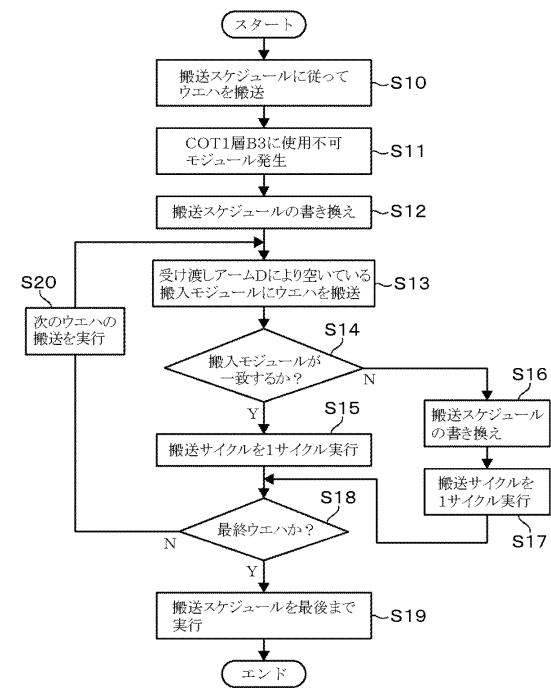 スタート
搬送スケジュールに従って
ウエハを搬送
S10
COT1層B3に使用不可
モジュール発生
S11
搬送スケジュールの書き換え
S12
受け渡しアームDにより空いている
搬入モジュールにウエハを搬送
S13
S20
次のウエハの
搬送を実行
搬入モジュールが
一致するか？
S14
N
Y
S15
搬送サイクルを1サイクル実行
S16
搬送スケジュール
の書き換え
搬送サイクルを
1サイクル実行
S17
最終ウエハか？
S18
N
Y
搬送スケジュールを最後まで
実行
S19
エンド